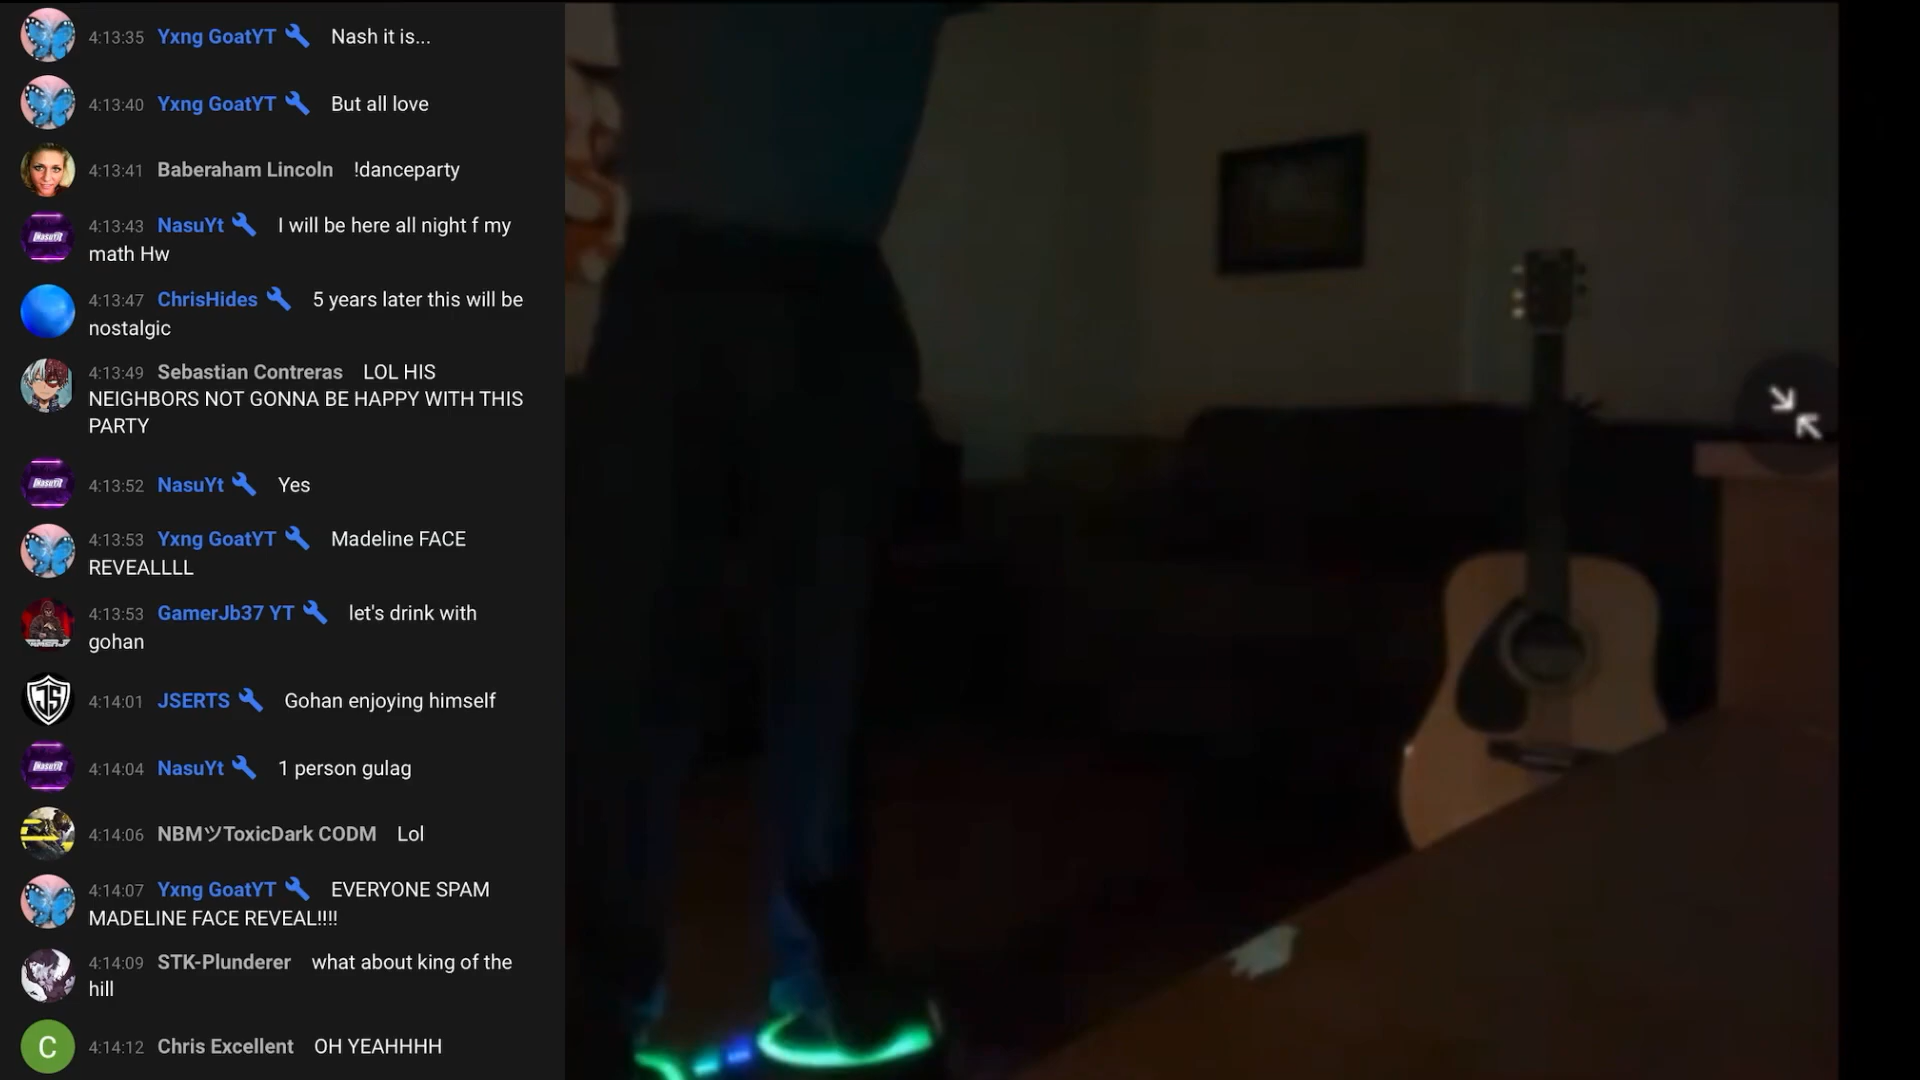 4:13:35 Yxng GoatYT Nash it is...
4:13:40 Yxng GoatYT But all love
4:13:41 Baberaham Lincoln !danceparty
4:13:43 NasuYt I will be here all night f my
math Hw
4:13:47 ChrisHides 5 years later this will be
nostalgic
4:13:49 Sebastian Contreras LOL HIS
NEIGHBORS NOT GONNA BE HAPPY WITH THIS
PARTY
4:13:52 NasuYt Yes
4:13:53 Yxng GoatYT Madeline FACE
REVEALLLL
4:13:53 GamerJb37 YT let's drink with
gohan
JS
4:14:01 JSERTS Gohan enjoying himself
4:14:04 NasuYt 1 person gulag
4:14:06 NBMツToxicDark CODM Lol
4:14:07 Yxng GoatYT EVERYONE SPAM
MADELINE FACE REVEAL!!!!
4:14:09 STK-Plunderer what about king of the
hill
C
4:14:12 Chris Excellent OH YEAHHHH